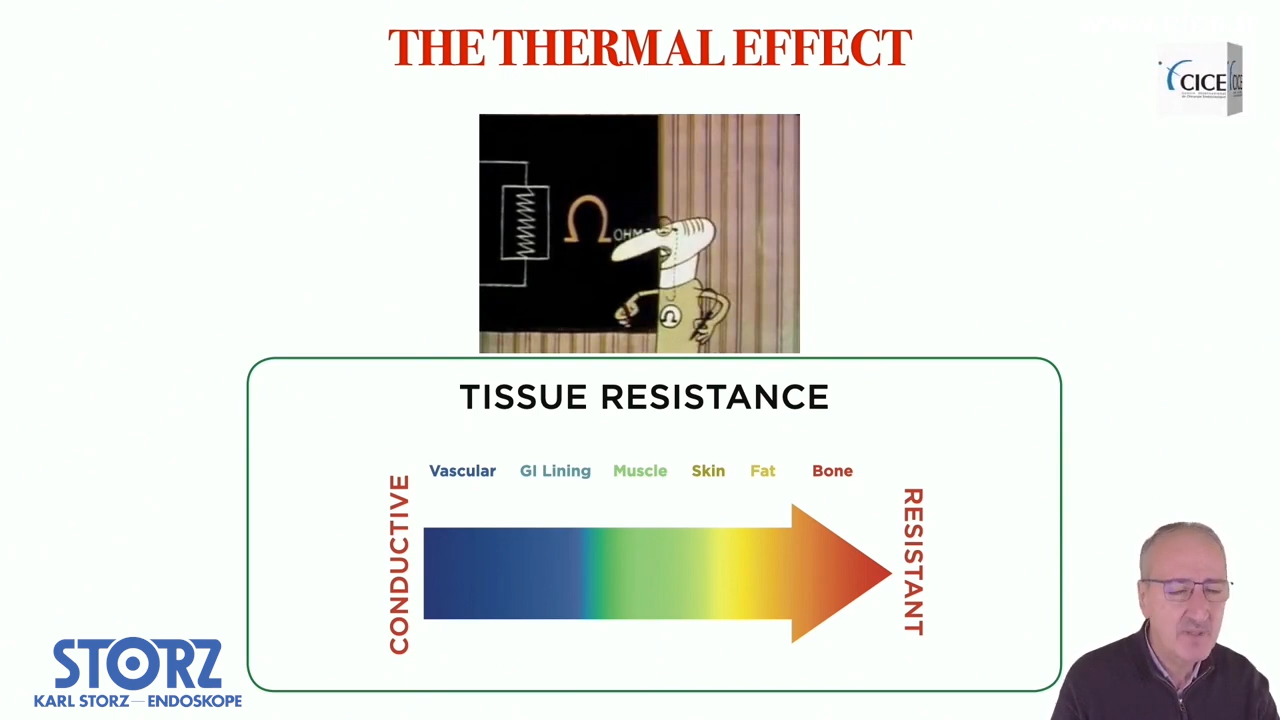 THE THERMAL EFFECT
CICE
Ω
OHM
Ω
TISSUE RESISTANCE
Vascular GI Lining Muscle Skin Fat Bone
CONDUCTIVE
RESISTANT
STORZ
KARL STORZ—ENDOSKOPE